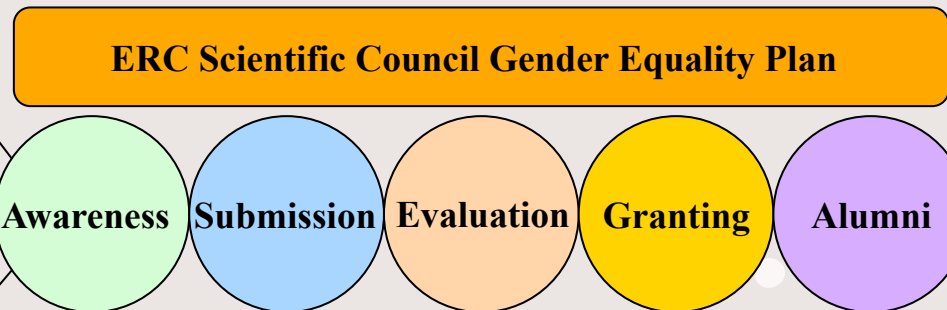 ERC Scientific Council Gender Equality Plan
Awareness Submission Evaluation Granting Alumni